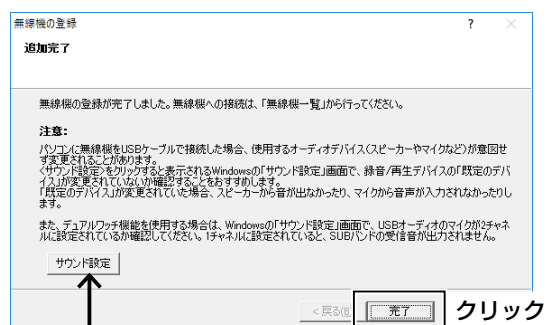 無線機の登録
?
追加完了
無線機の登録が完了しました。無線機への接続は、「無線機一覧」から行ってください。
注意:
パソコンに無線機をUSBケーブルで接続した場合、使用するオーディオデバイス(スピーカーやマイクなど)が意図せ
ず変更されることがあります。
<サウンド設定>をクリックすると表示されるWindowsの「サウンド設定」画面で、録音/再生デバイスの「既定のデバ
イス」が変更されていないか確認することをおすすめします。
「既定のデバイス」が変更されていた場合、スピーカーから音が出なかったり、マイクから音声が入力されなかったりし
ます。
また、デュアルワッチ機能を使用する場合は、Windowsの「サウンド設定」画面で、USBオーディオのマイクが2チャネ
ルに設定されているか確認してください。1チャネルに設定されていると、SUBバンドの受信音が出力されません。
サウンド設定
< 戻る(B)
完了
クリック